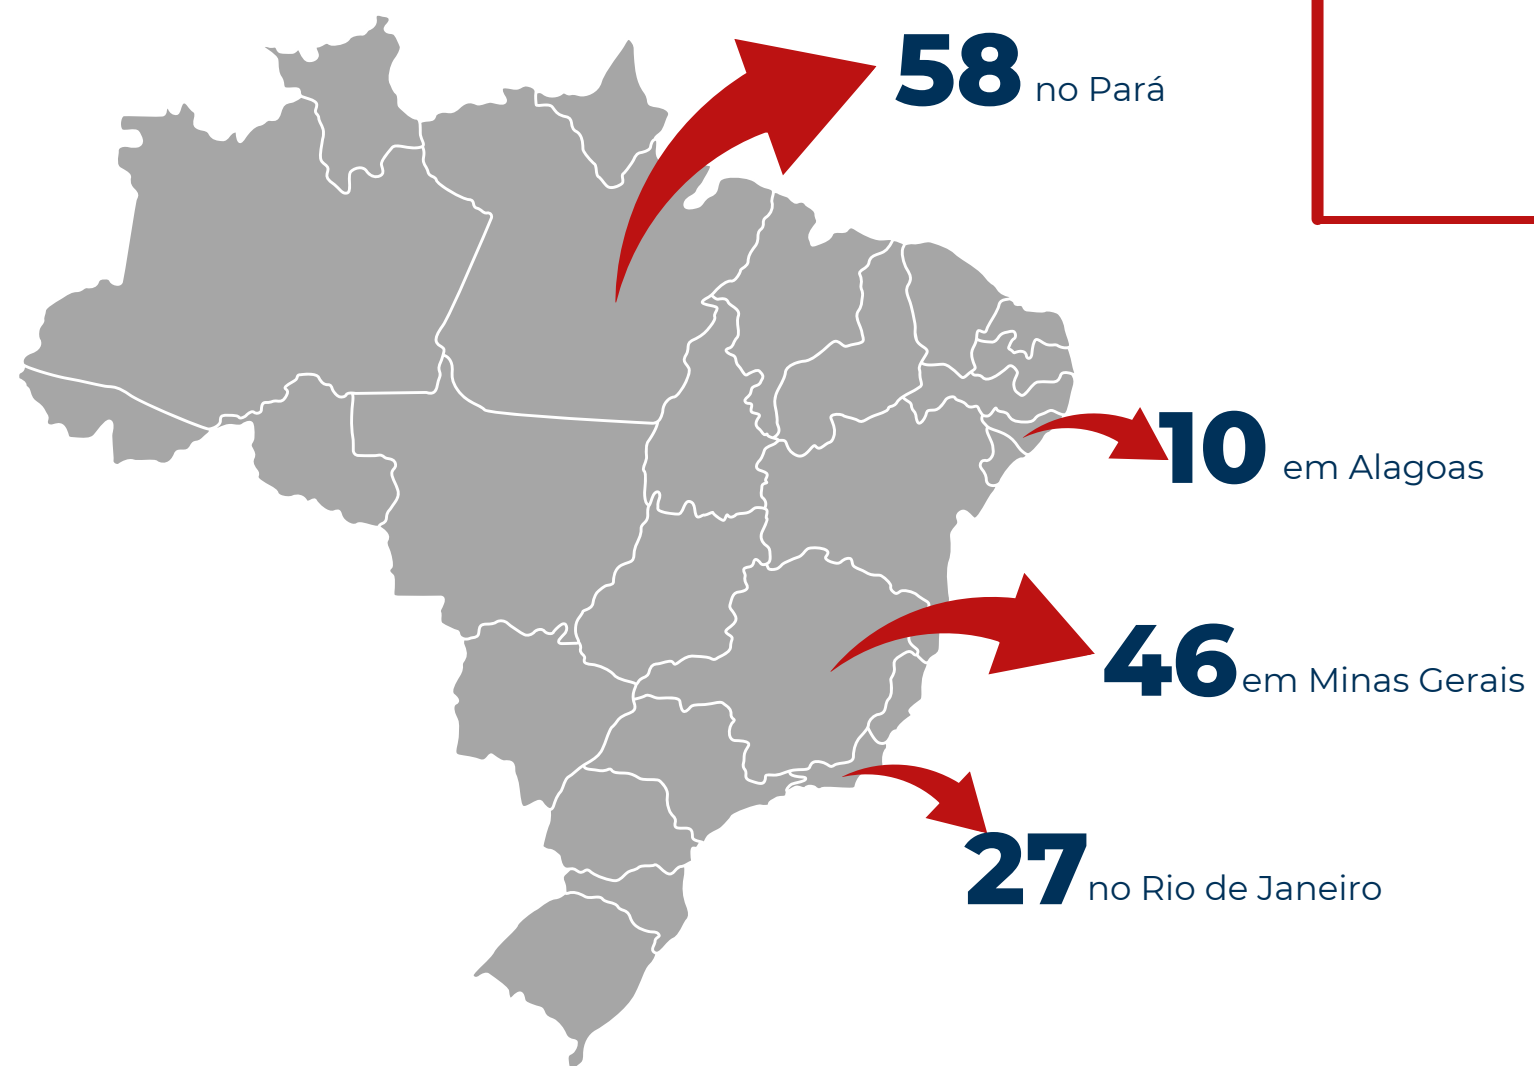 58 no Pará
10 em Alagoas
46 em Minas Gerais
27 no Rio de Janeiro